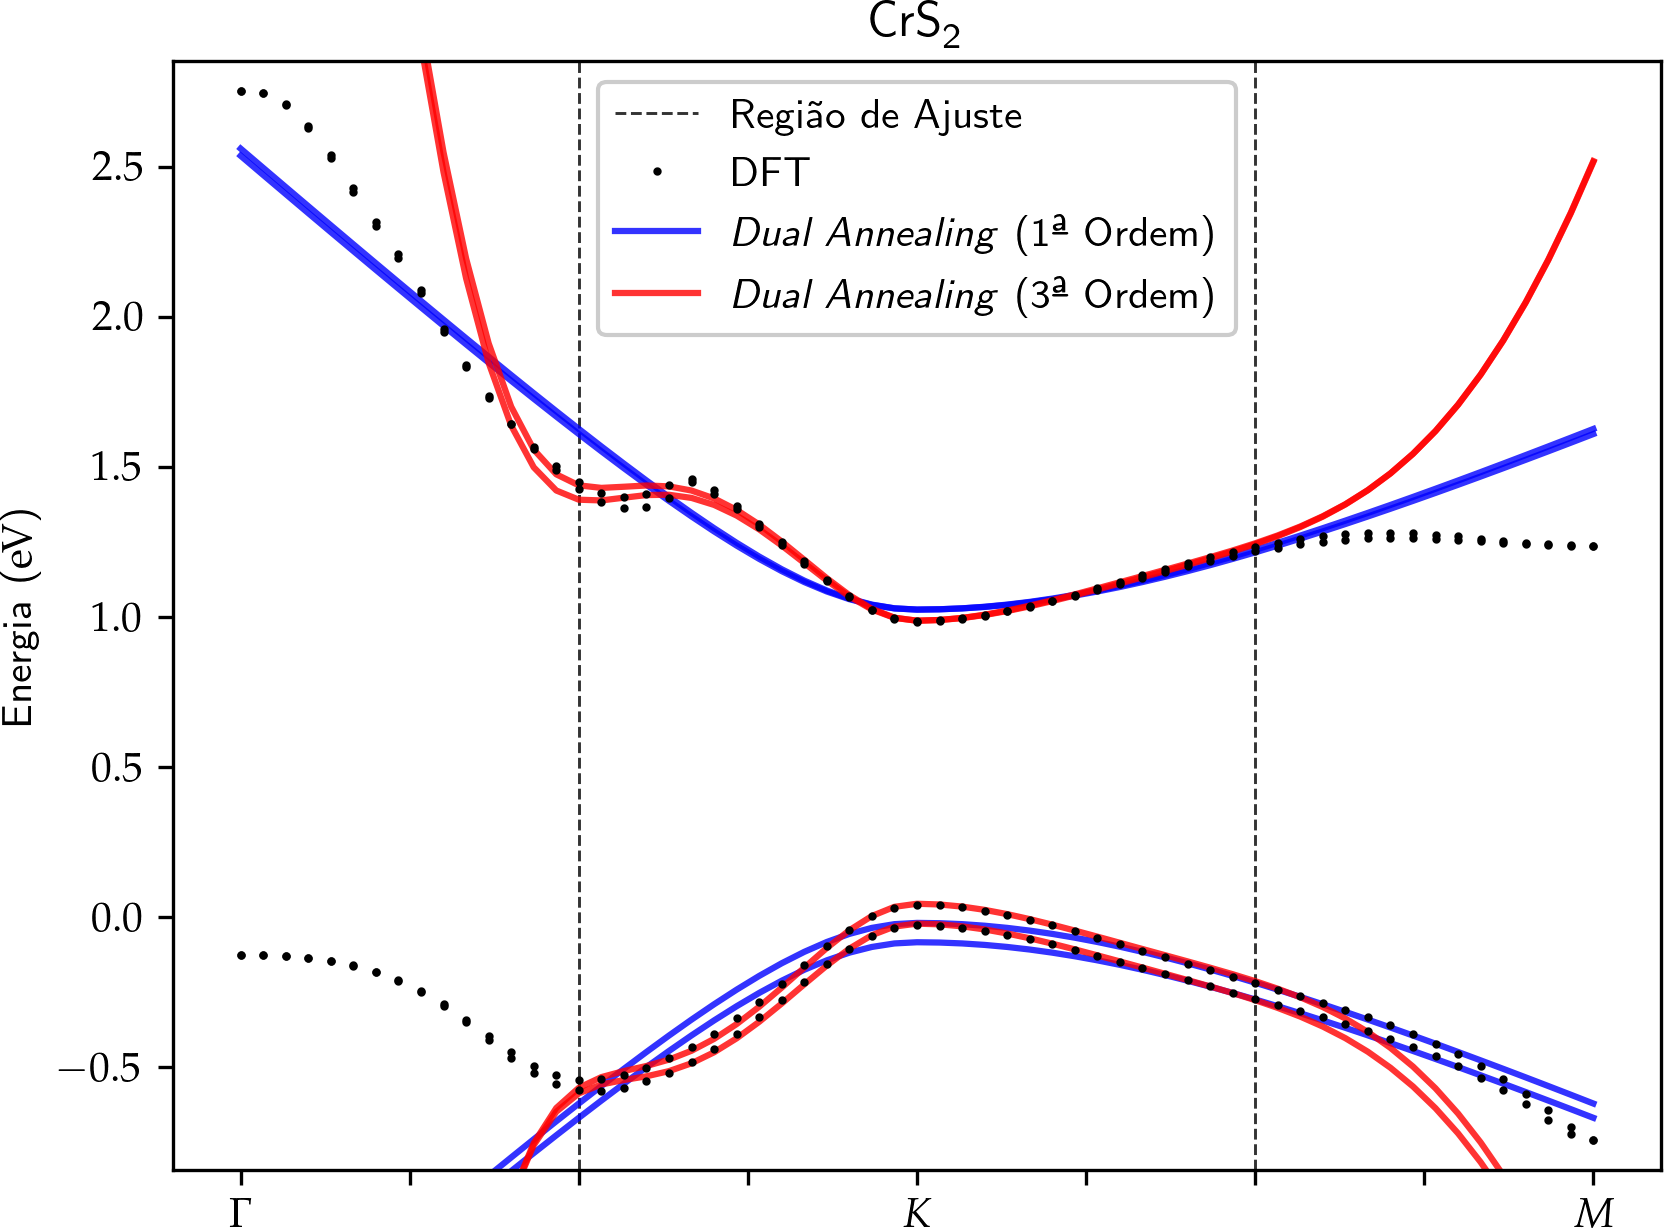 CrS₂
Região de Ajuste
DFT
Dual Annealing (1ª Ordem)
Dual Annealing (3ª Ordem)
Energia (eV)
2.5
2.0
1.5
1.0
0.5
0.0
−0.5
Γ
K
M